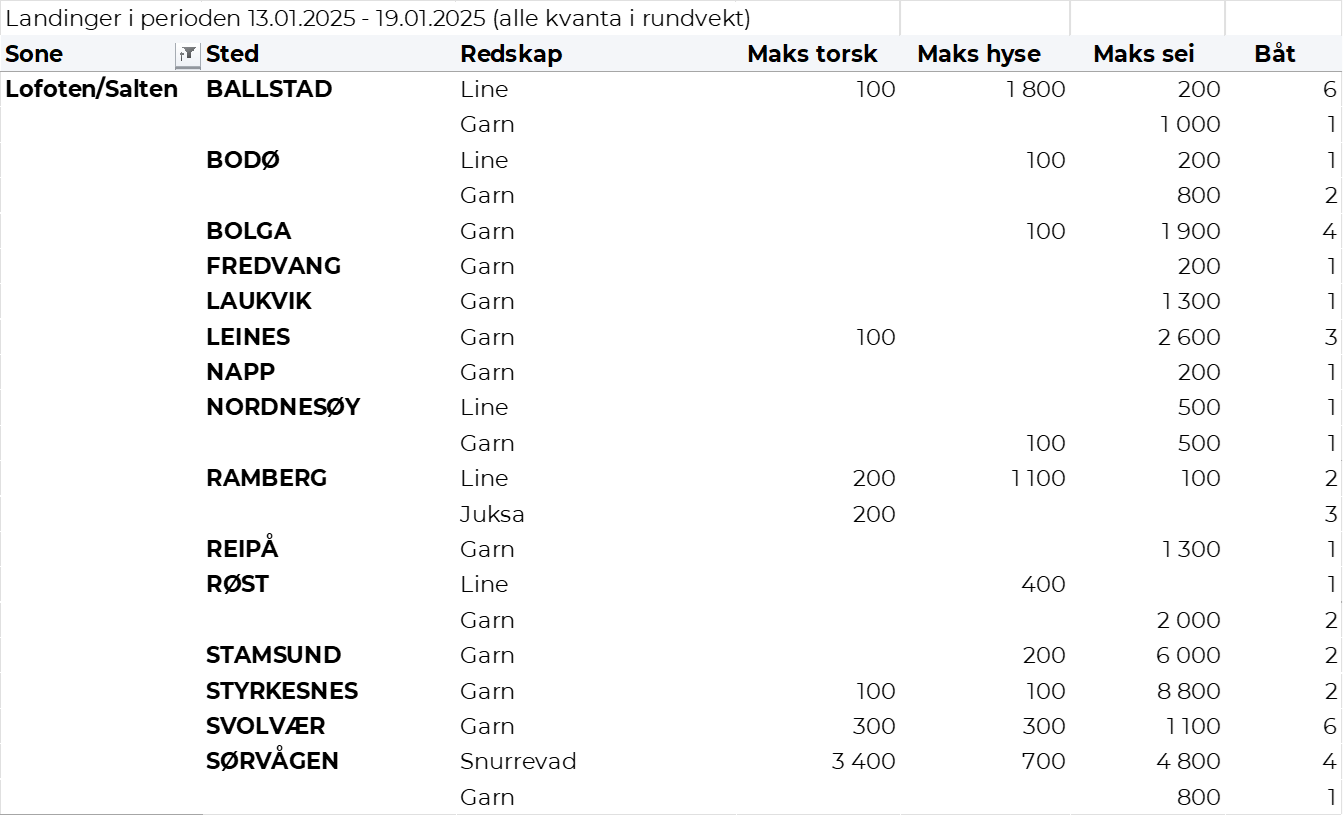 Landinger i perioden 13.01.2025 - 19.01.2025 (alle kvanta i rundvekt)
Sone Sted Redskap Maks torsk Maks hyse Maks sei Båt
Lofoten/Salten BALLSTAD Line 100 1 800 200 6
Garn 1 000 1
BODØ Line 100 200 1
Garn 800 2
BOLGA Garn 100 1 900 4
FREDVANG Garn 200 1
LAUKVIK Garn 1 300 1
LEINES Garn 100 2 600 3
NAPP Garn 200 1
NORDNESØY Line 500 1
Garn 100 500 1
RAMBERG Line 200 1 100 100 2
Juksa 200 3
REIPÅ Garn 1 300 1
RØST Line 400 1
Garn 2 000 2
STAMSUND Garn 200 6 000 2
STYRKESNES Garn 100 100 8 800 2
SVOLVÆR Garn 300 300 1 100 6
SØRVÅGEN Snurrevad 3 400 700 4 800 4
Garn 800 1